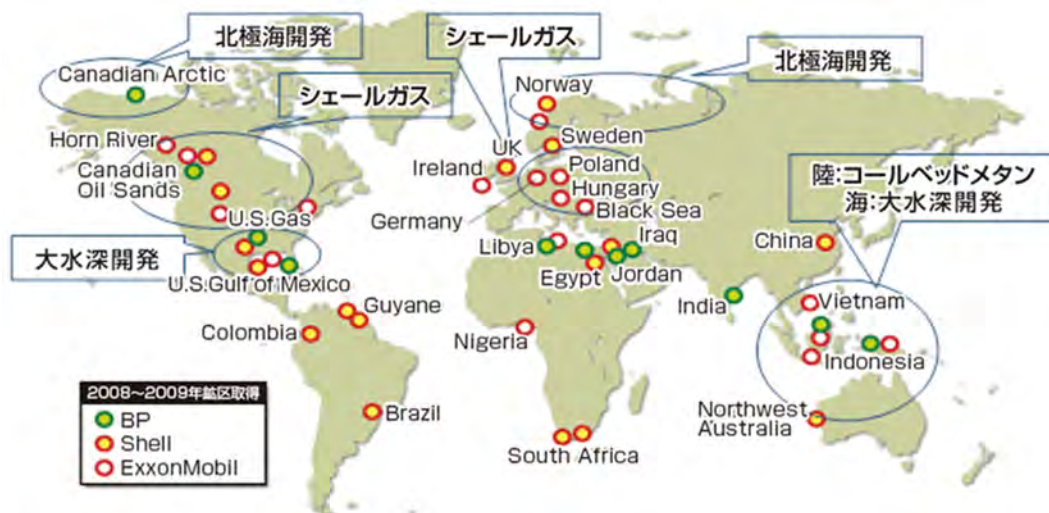 北極海開発
シェールガス
北極海開発
Canadian Arctic
シェールガス
Norway
Horn River
UK
Sweden
Ireland
Poland
Canadian
Oil Sands
Hungary
陸:コールベッドメタン
海:大水深開発
Germany
Black Sea
U.S.Gas
大水深開発
Libya
Iraq
China
Egypt
Jordan
U.S.Gulf of Mexico
India
Vietnam
Guyane
Colombia
Nigeria
Indonesia
2008〜2009年鉱区取得
BP
Shell
ExxonMobil
Brazil
Northwest
Australia
South Africa